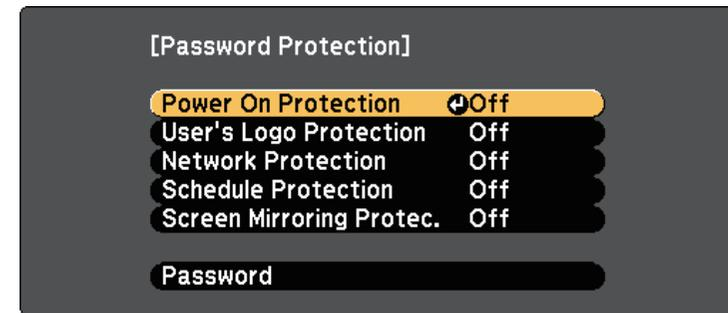 [Password Protection]
Power On Protection Off
User's Logo Protection Off
Network Protection Off
Schedule Protection Off
Screen Mirroring Protec. Off
Password